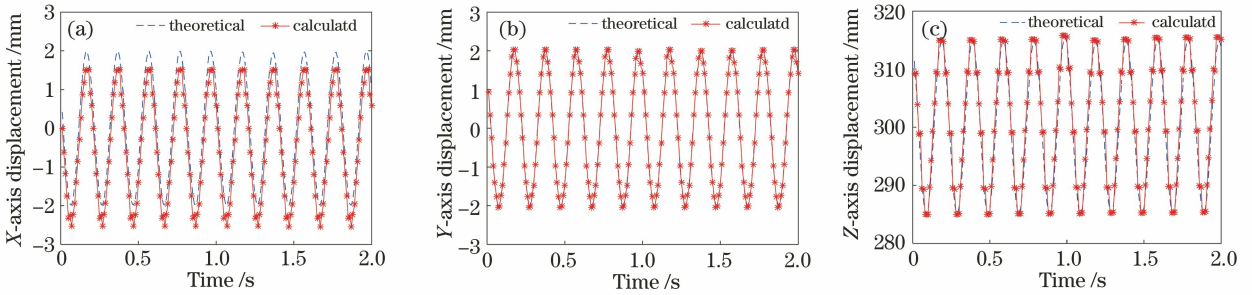 (a)
theoretical
calculatd
X-axis displacement /mm
3
2
1
0
−1
−2
−3
0
0.5
1.0
1.5
2.0
Time /s
(b)
theoretical
calculatd
Y-axis displacement /mm
3
2
1
0
−1
−2
−3
0
0.5
1.0
1.5
2.0
Time /s
(c)
theoretical
calculatd
Z-axis displacement /mm
320
310
300
290
280
0
0.5
1.0
1.5
2.0
Time /s